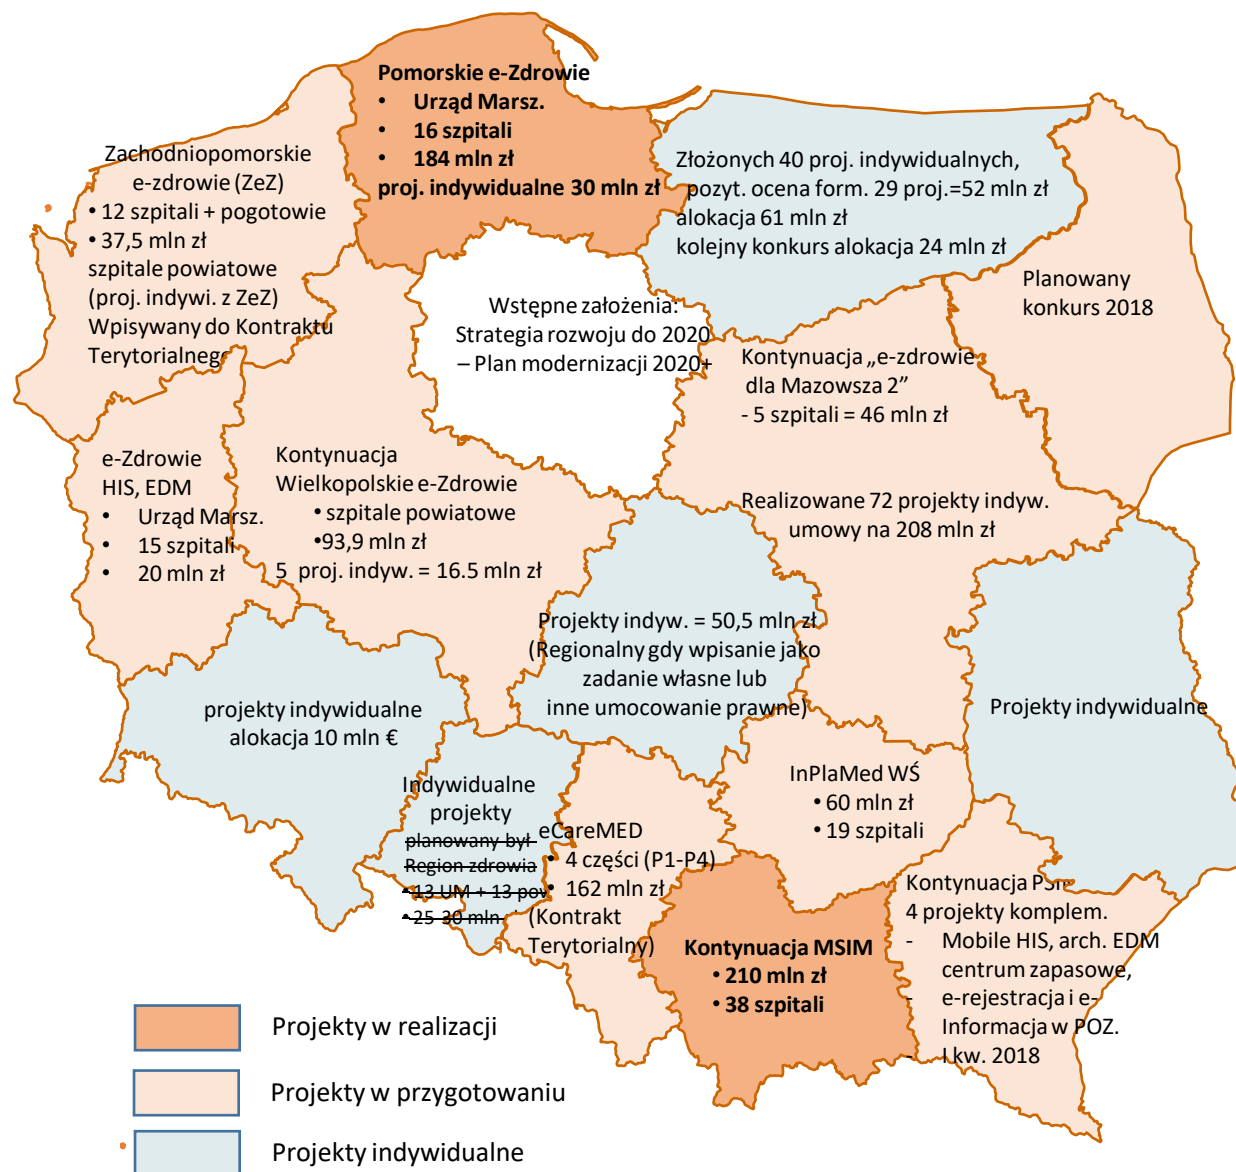 Pomorskie e-Zdrowie
• Urząd Marsz.
• 16 szpitali
• 184 mln zł
proj. indywidualne 30 mln zł
Zachodniopomorskie
e-zdrowie (ZeZ)
• 12 szpitali + pogotowie
• 37,5 mln zł
szpitale powiatowe
(proj. indywi. z ZeZ)
Wpisywany do Kontraktu
Terytorialnego
Złożonych 40 proj. indywidualnych,
pozyt. ocena form. 29 proj.=52 mln zł
alokacja 61 mln zł
kolejny konkurs alokacja 24 mln zł
Planowany
konkurs 2018
Wstępne założenia:
Strategia rozwoju do 2020
– Plan modernizacji 2020+
Kontynuacja „e-zdrowie
dla Mazowsza 2”
- 5 szpitali = 46 mln zł
Realizowane 72 projekty indyw.
umowy na 208 mln zł
e-Zdrowie
HIS, EDM
• Urząd Marsz.
• 15 szpitali
• 20 mln zł
Kontynuacja
Wielkopolskie e-Zdrowie
• szpitale powiatowe
•93,9 mln zł
5 proj. indyw. = 16.5 mln zł
Projekty indyw. = 50,5 mln zł
(Regionalny gdy wpisanie jako
zadanie własne lub
inne umocowanie prawne)
Projekty indywidualne
projekty indywidualne
alokacja 10 mln €
Indywidualne
projekty
planowany był
Region zdrowia
• 13 UM + 13 pow
• 25-30 mln
eCareMED
• 4 części (P1-P4)
• 162 mln zł
(Kontrakt
Terytorialny)
InPlaMed WŚ
• 60 mln zł
• 19 szpitali
Kontynuacja MSIM
• 210 mln zł
• 38 szpitali
Kontynuacja
4 projekty komplem.
- Mobile HIS, arch. EDM
centrum zapasowe,
- e-rejestracja i e-
Informacja w POZ.
- I kw. 2018
Projekty w realizacji
Projekty w przygotowaniu
Projekty indywidualne